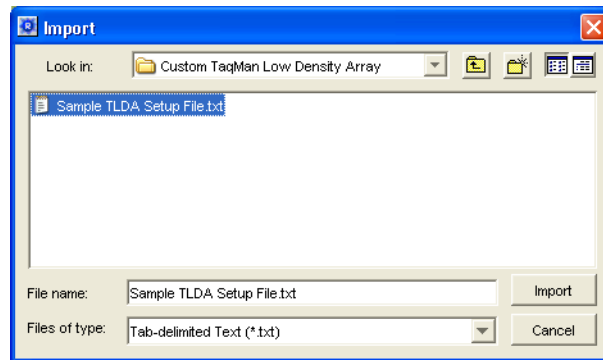 Import
Look in: Custom TaqMan Low Density Array
Sample TLDA Setup File.txt
File name: Sample TLDA Setup File.txt Import
Files of type: Tab-delimited Text (*.txt) Cancel